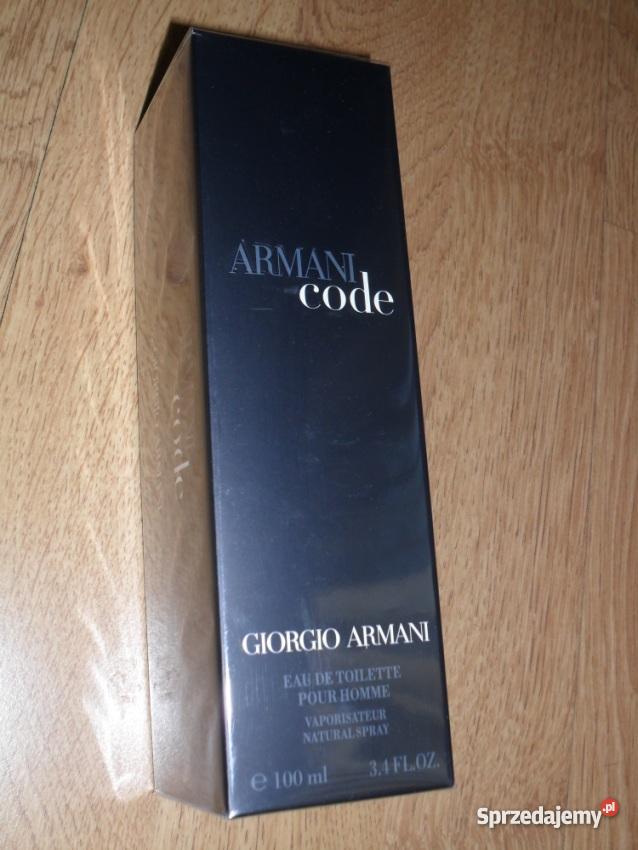 ARMANI
code
code
GIORGIO ARMANI
EAU DE TOILETTE
POUR HOMME
VAPORISATEUR
NATURAL SPRAY
e 100 ml 3.4 FL.OZ.
Sprzedajemy.pl